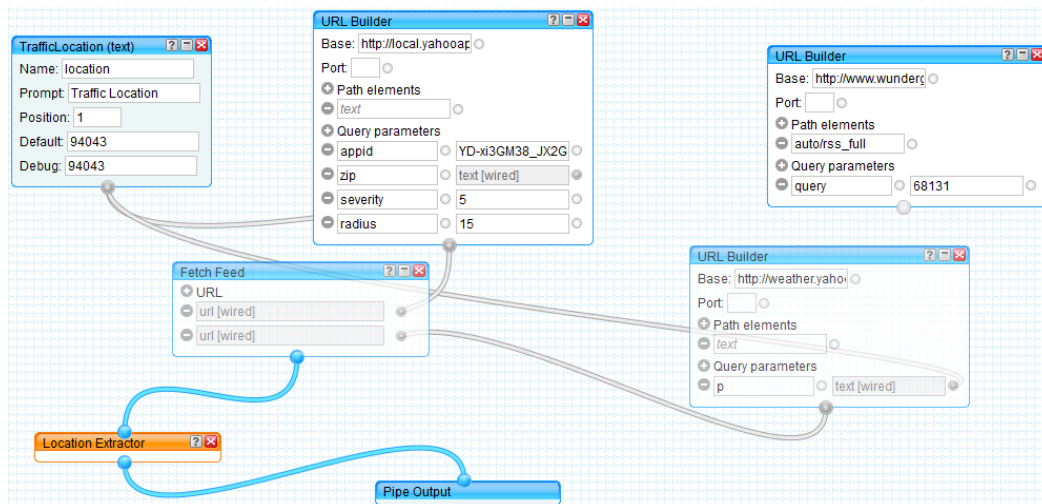 TrafficLocation (text)
Name: location
Prompt: Traffic Location
Position: 1
Default: 94043
Debug: 94043
URL Builder
Base: http://local.yahooap
Port:
Path elements
text
Query parameters
appid YD-xi3GM38_JX2G
zip text [wired]
severity 5
radius 15
URL Builder
Base: http://www.wunderg
Port:
Path elements
auto/rss_full
Query parameters
query 68131
Fetch Feed
URL
url [wired]
url [wired]
URL Builder
Base: http://weather.yaho
Port:
Path elements
text
Query parameters
p text [wired]
Location Extractor
Pipe Output